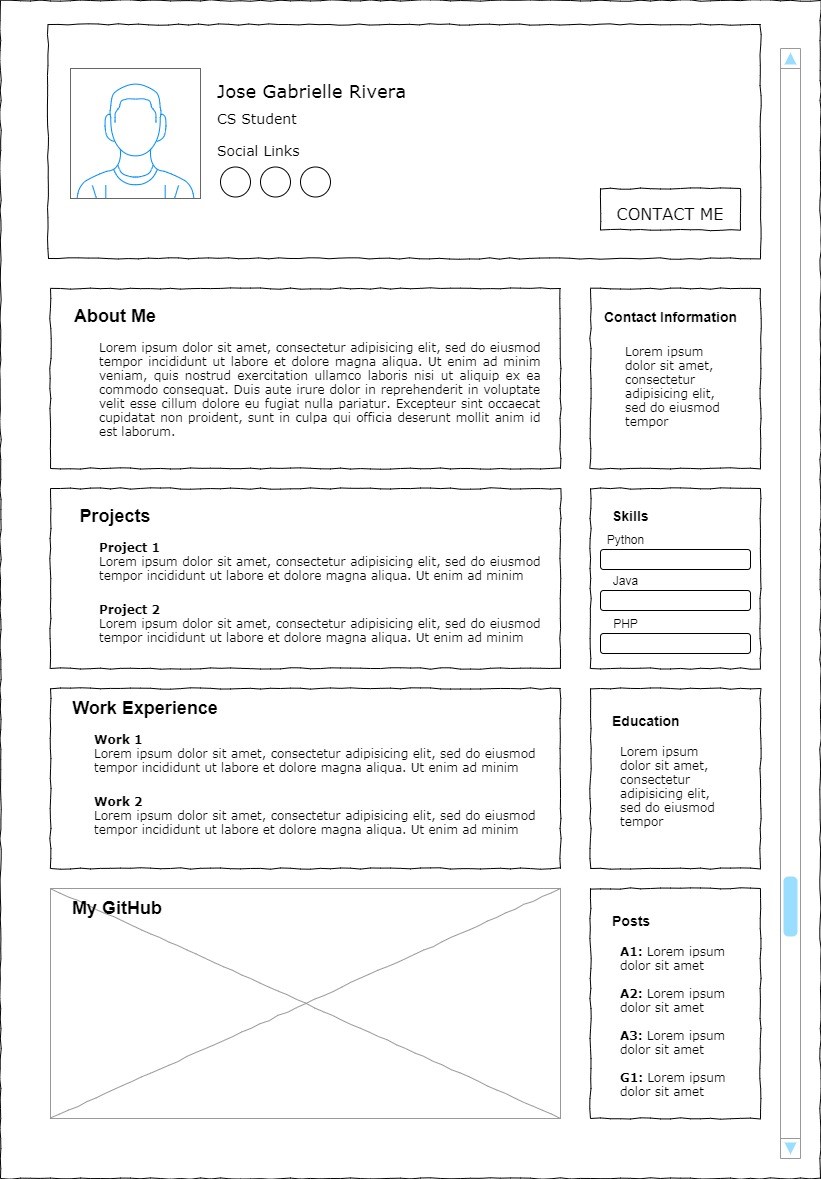 Jose Gabrielle Rivera
CS Student
Social Links
CONTACT ME
About Me
Lorem ipsum dolor sit amet, consectetur adipisicing elit, sed do eiusmod
tempor incididunt ut labore et dolore magna aliqua. Ut enim ad minim
veniam, quis nostrud exercitation ullamco laboris nisi ut aliquip ex ea
commodo consequat. Duis aute irure dolor in reprehenderit in voluptate
velit esse cillum dolore eu fugiat nulla pariatur. Excepteur sint occaecat
cupidatat non proident, sunt in culpa qui officia deserunt mollit anim id
est laborum.
Contact Information
Lorem ipsum
dolor sit amet,
consectetur
adipisicing elit,
sed do eiusmod
tempor
Projects
Project 1
Lorem ipsum dolor sit amet, consectetur adipisicing elit, sed do eiusmod
tempor incididunt ut labore et dolore magna aliqua. Ut enim ad minim
Project 2
Lorem ipsum dolor sit amet, consectetur adipisicing elit, sed do eiusmod
tempor incididunt ut labore et dolore magna aliqua. Ut enim ad minim
Skills
Python
Java
PHP
Work Experience
Work 1
Lorem ipsum dolor sit amet, consectetur adipisicing elit, sed do eiusmod
tempor incididunt ut labore et dolore magna aliqua. Ut enim ad minim
Work 2
Lorem ipsum dolor sit amet, consectetur adipisicing elit, sed do eiusmod
tempor incididunt ut labore et dolore magna aliqua. Ut enim ad minim
Education
Lorem ipsum
dolor sit amet,
consectetur
adipisicing elit,
sed do eiusmod
tempor
My GitHub
Posts
A1: Lorem ipsum
dolor sit amet
A2: Lorem ipsum
dolor sit amet
A3: Lorem ipsum
dolor sit amet
G1: Lorem ipsum
dolor sit amet